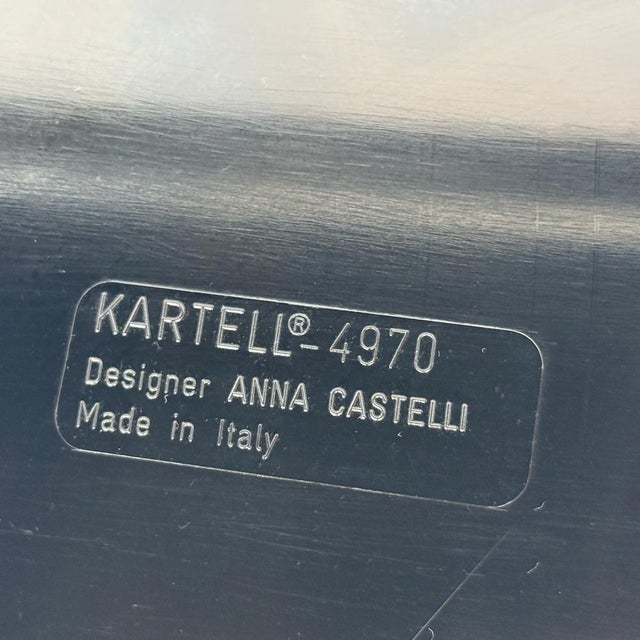 KARTELL®-4970
Designer ANNA CASTELLI
Made in Italy